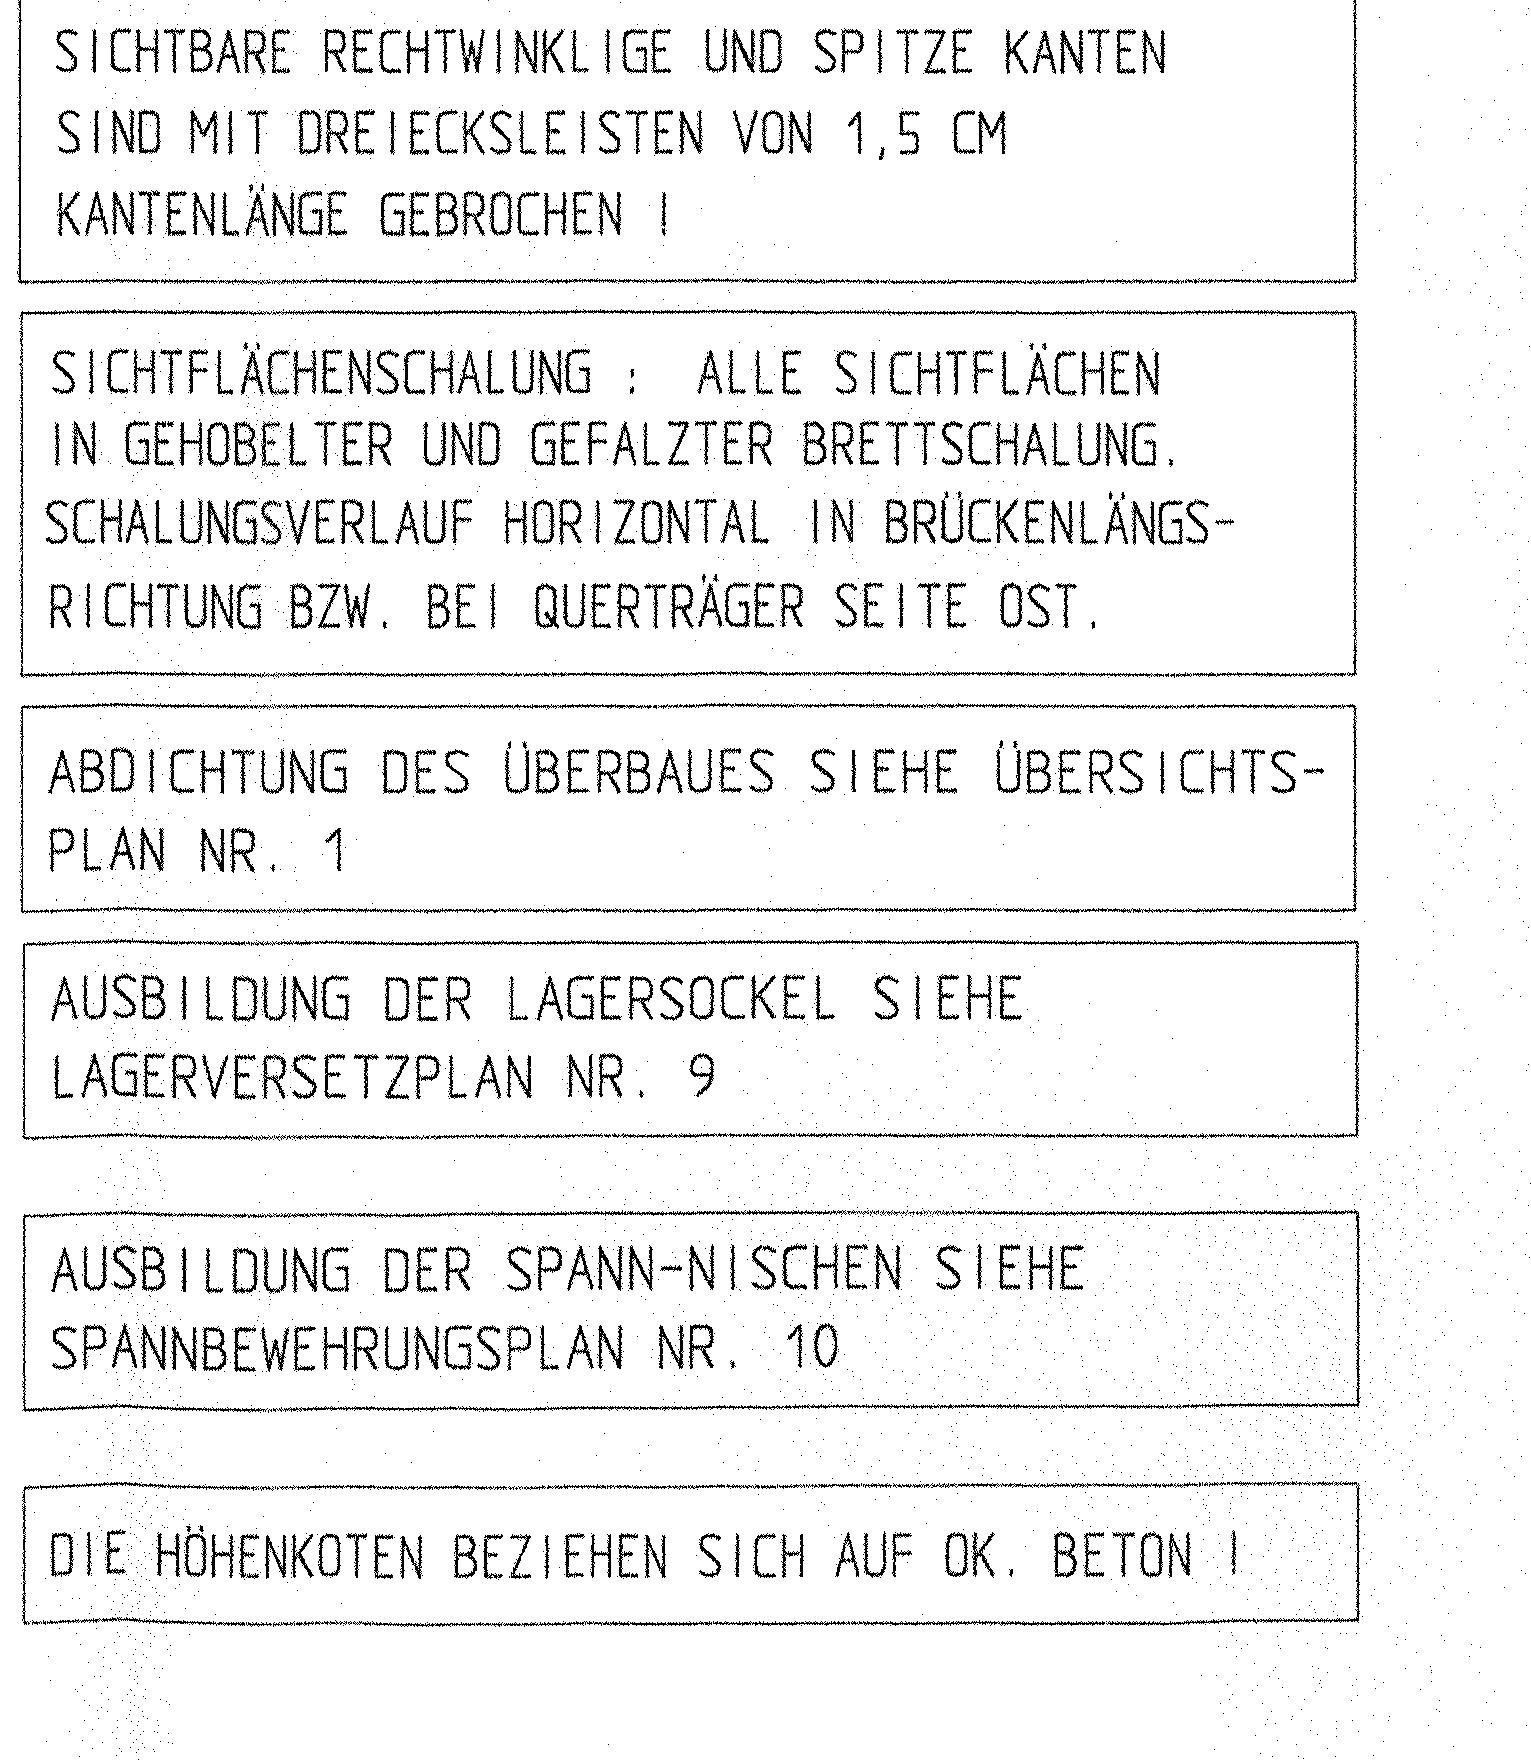 SICHTBARE RECHTWINKLIGE UND SPITZE KANTEN
SIND MIT DREIECKSLEISTEN VON 1,5 CM
KANTENLÄNGE GEBROCHEN !
SICHTFLÄCHENSCHALUNG : ALLE SICHTFLÄCHEN
IN GEHOBELTER UND GEFALZTER BRETTSCHALUNG.
SCHALUNGSVERLAUF HORIZONTAL IN BRÜCKENLÄNGS-
RICHTUNG BZW. BEI QUERTRÄGER SEITE OST.
ABDICHTUNG DES ÜBERBAUES SIEHE ÜBERSICHTS-
PLAN NR. 1
AUSBILDUNG DER LAGERSOCKEL SIEHE
LAGERVERSETZPLAN NR. 9
AUSBILDUNG DER SPANN-NISCHEN SIEHE
SPANNBEWEHRUNGSPLAN NR. 10
DIE HÖHENKOTEN BEZIEHEN SICH AUF OK. BETON !